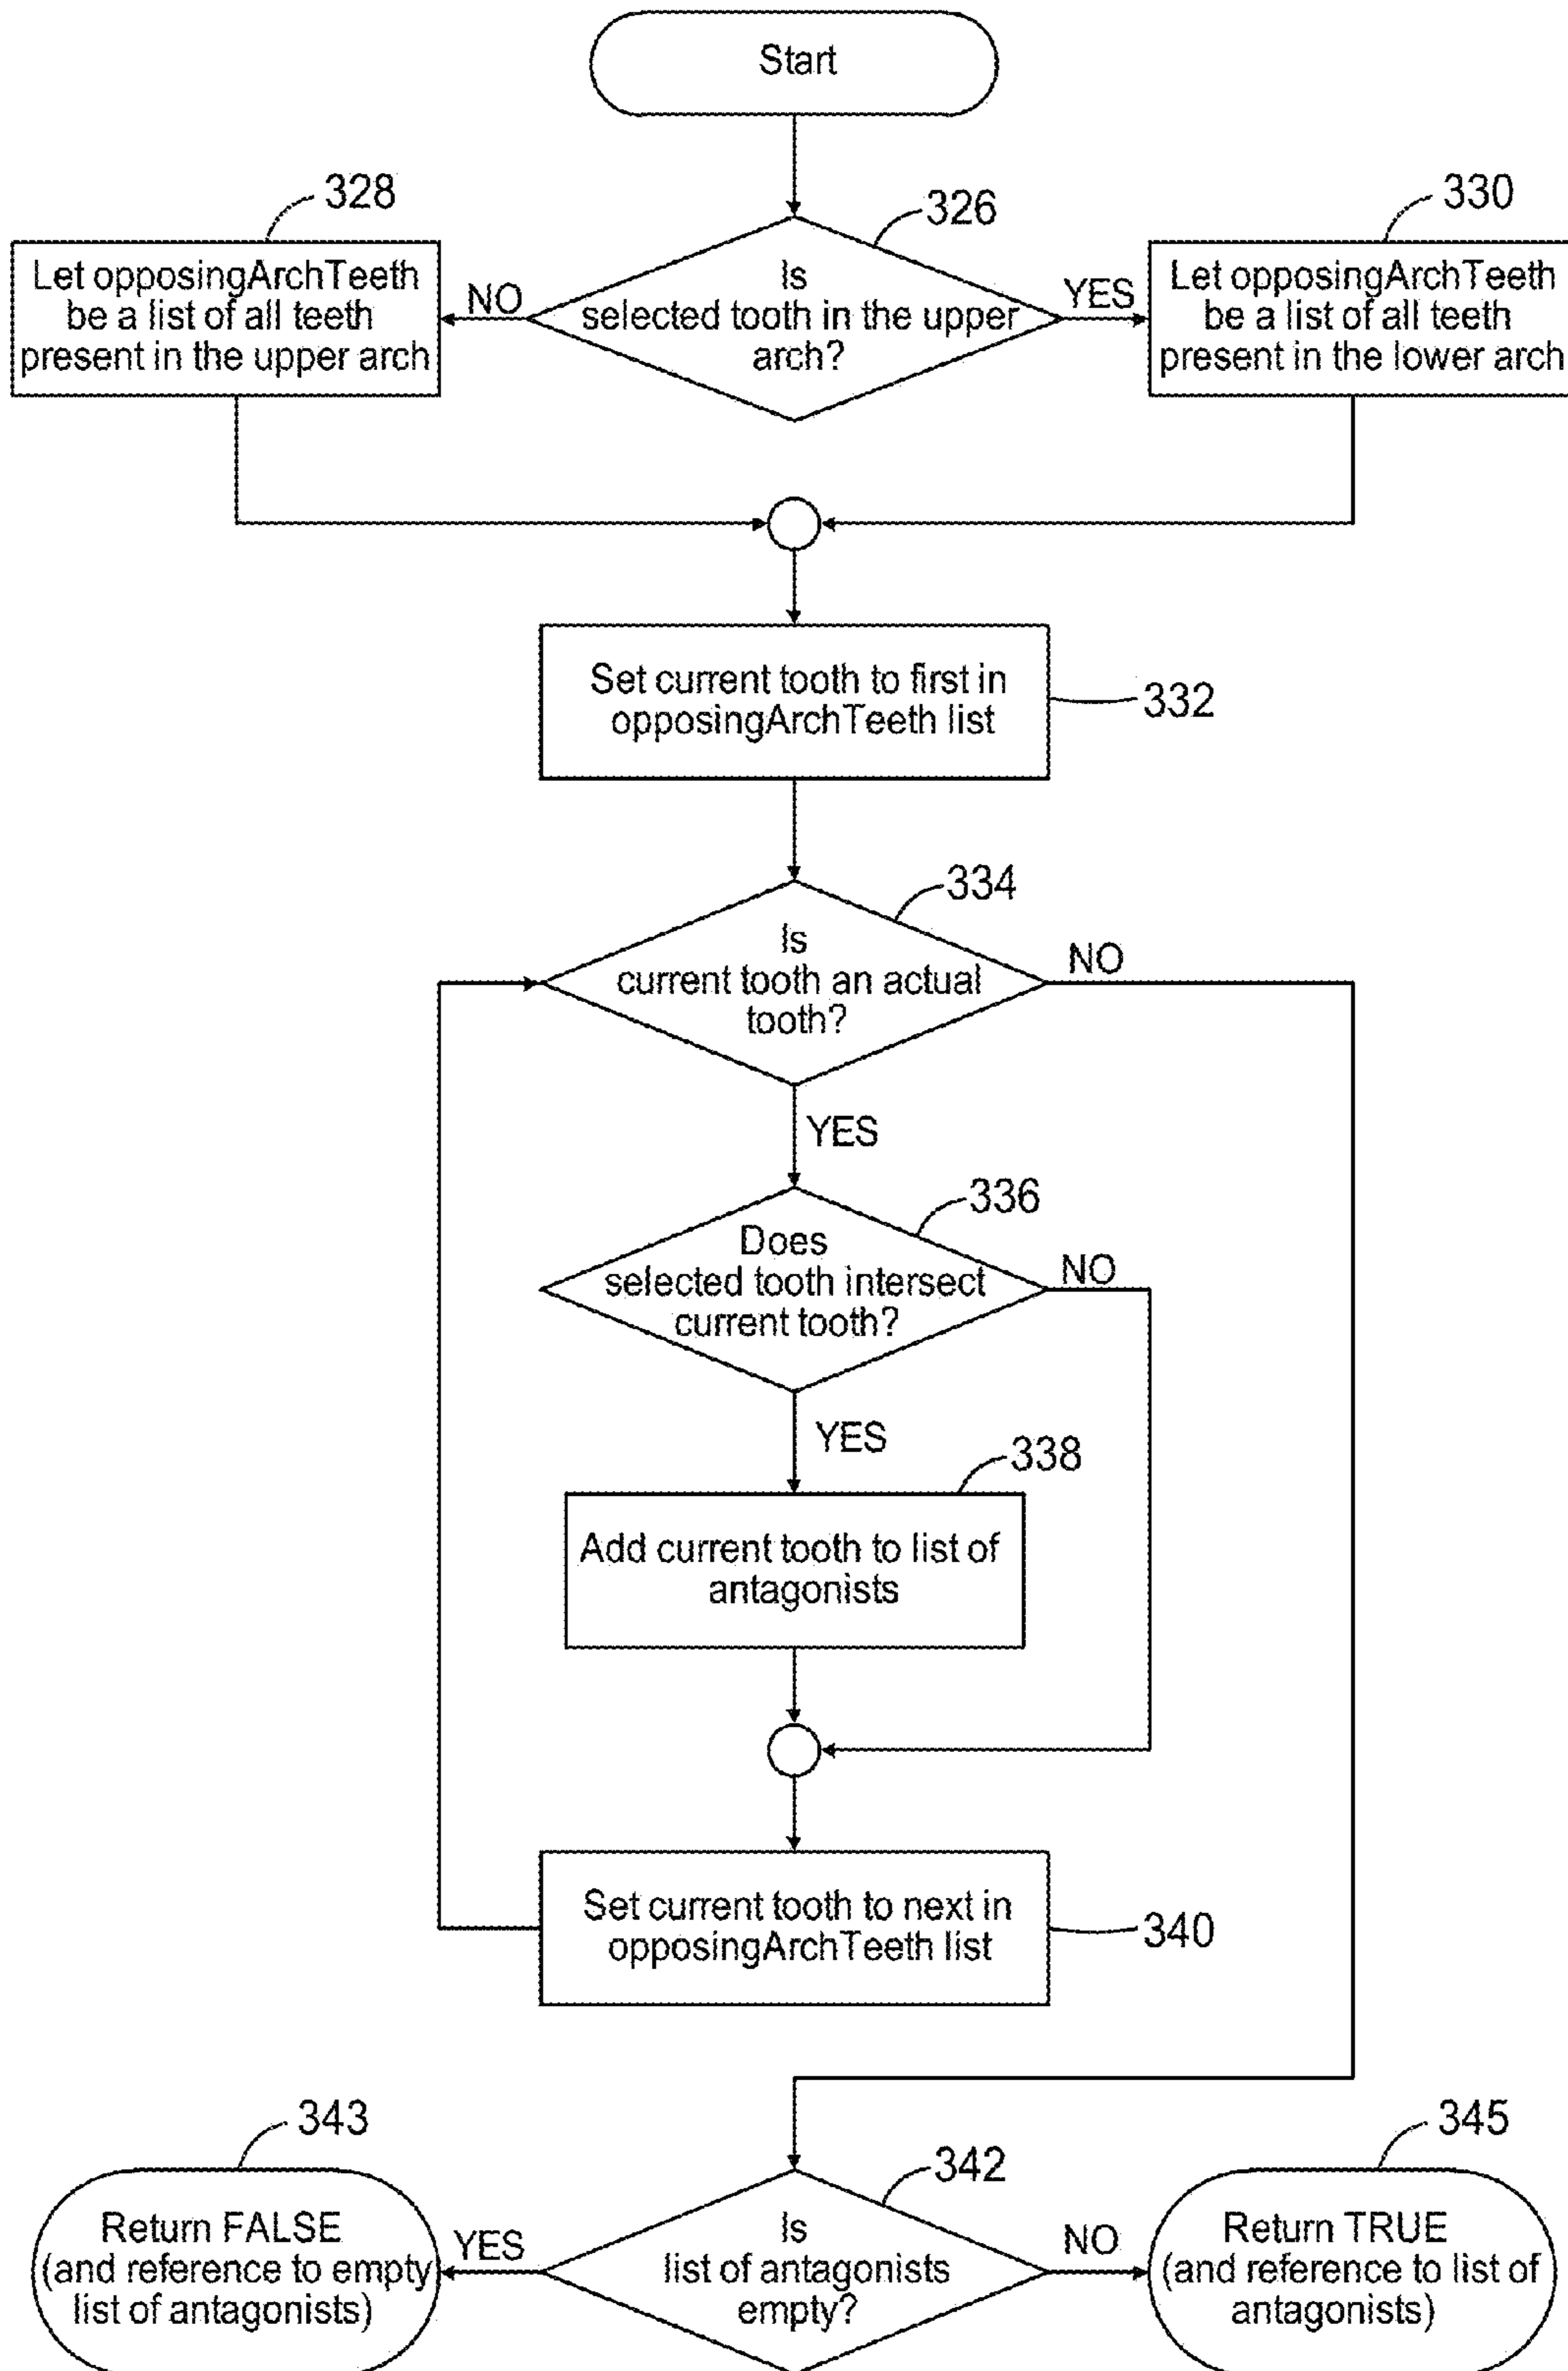 Start
328
326
330
Let opposingArchTeeth
be a list of all teeth
present in the upper arch
NO
Is
selected tooth in the upper
arch?
YES
Let opposingArchTeeth
be a list of all teeth
present in the lower arch
Set current tooth to first in
opposingArchTeeth list
332
334
Is
current tooth an actual
tooth?
NO
YES
336
Does
selected tooth intersect
current tooth?
NO
YES
338
Add current tooth to list of
antagonists
Set current tooth to next in
opposingArchTeeth list
340
343
342
345
Return FALSE
(and reference to empty
list of antagonists)
YES
Is
list of antagonists
empty?
NO
Return TRUE
(and reference to list of
antagonists)